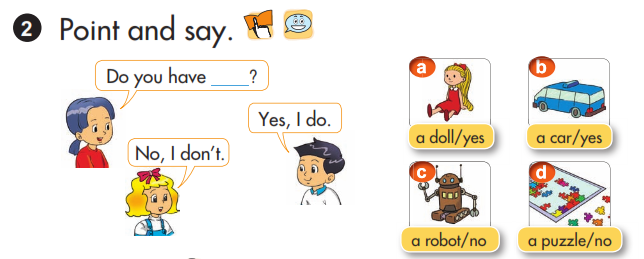 2 Point and say.
Do you have ____?
Yes, I do.
No, I don't.
a
a doll/yes
b
a car/yes
c
a robot/no
d
a puzzle/no